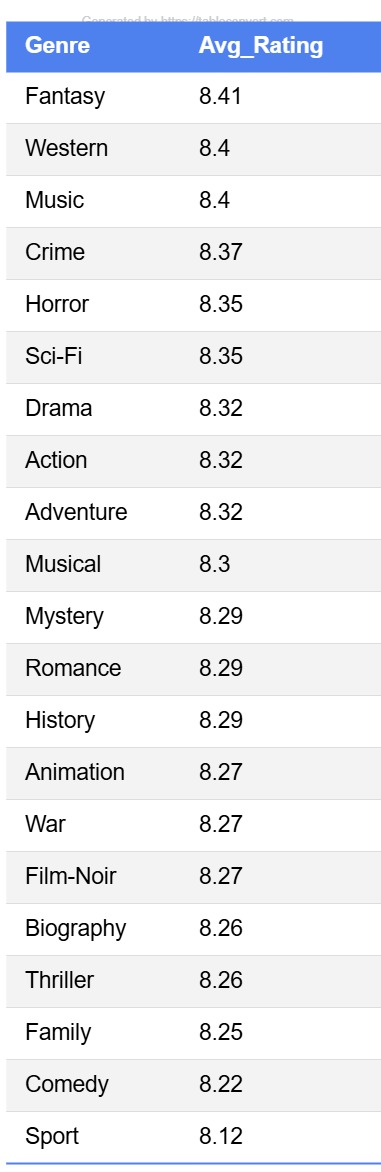 Generated by https://tableconvert.com
Genre Avg_Rating
Fantasy 8.41
Western 8.4
Music 8.4
Crime 8.37
Horror 8.35
Sci-Fi 8.35
Drama 8.32
Action 8.32
Adventure 8.32
Musical 8.3
Mystery 8.29
Romance 8.29
History 8.29
Animation 8.27
War 8.27
Film-Noir 8.27
Biography 8.26
Thriller 8.26
Family 8.25
Comedy 8.22
Sport 8.12